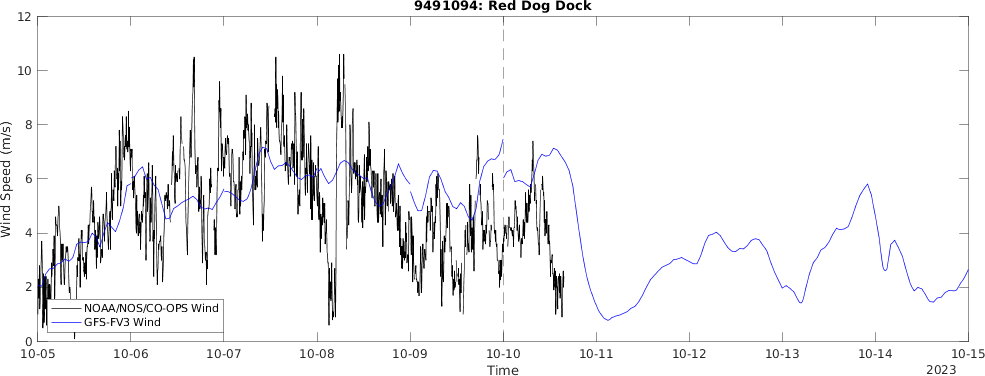 9491094: Red Dog Dock
12
10
8
6
4
2
0
Wind Speed (m/s)
NOAA/NOS/CO-OPS Wind
GFS-FV3 Wind
10-05 10-06 10-07 10-08 10-09 10-10 10-11 10-12 10-13 10-14 10-15
Time
2023